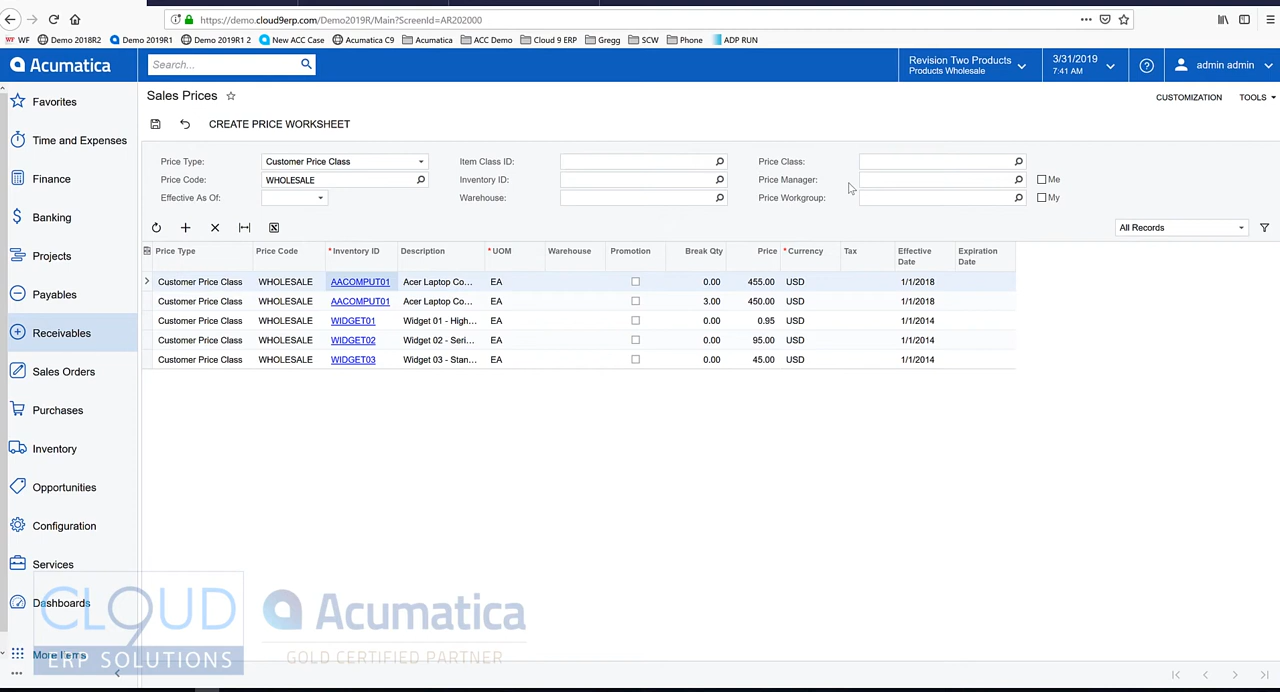 https://demo.cloud9erp.com/Demo2019R/Main?ScreenId=AR202000
WF Demo 2018R2 Demo 2019R1 Demo 2019R1 2 New ACC Case Acumatica C9 Acumatica ACC Demo Cloud 9 ERP Gregg SCW Phone ADP RUN
Acumatica
Search...
Revision Two Products
Products Wholesale
3/31/2019
7:41 AM
admin admin
Favorites
Time and Expenses
Finance
Banking
Projects
Payables
Receivables
Sales Orders
Purchases
Inventory
Opportunities
Configuration
Services
Dashboards
More Items
Sales Prices
CUSTOMIZATION TOOLS
CREATE PRICE WORKSHEET
Price Type: Customer Price Class Item Class ID: Price Class:
Price Code: WHOLESALE Inventory ID: Price Manager: Me
Effective As Of: Warehouse: Price Workgroup: My
All Records
Price Type Price Code * Inventory ID Description * UOM Warehouse Promotion Break Qty Price * Currency Tax Effective Date Expiration Date
Customer Price Class WHOLESALE AACOMPUT01 Acer Laptop Co... EA 0.00 455.00 USD 1/1/2018
Customer Price Class WHOLESALE AACOMPUT01 Acer Laptop Co... EA 3.00 450.00 USD 1/1/2018
Customer Price Class WHOLESALE WIDGET01 Widget 01 - High... EA 0.00 0.95 USD 1/1/2014
Customer Price Class WHOLESALE WIDGET02 Widget 02 - Seri... EA 0.00 95.00 USD 1/1/2014
Customer Price Class WHOLESALE WIDGET03 Widget 03 - Stan... EA 0.00 45.00 USD 1/1/2014
CLOUD9
ERP SOLUTIONS
Acumatica
GOLD CERTIFIED PARTNER